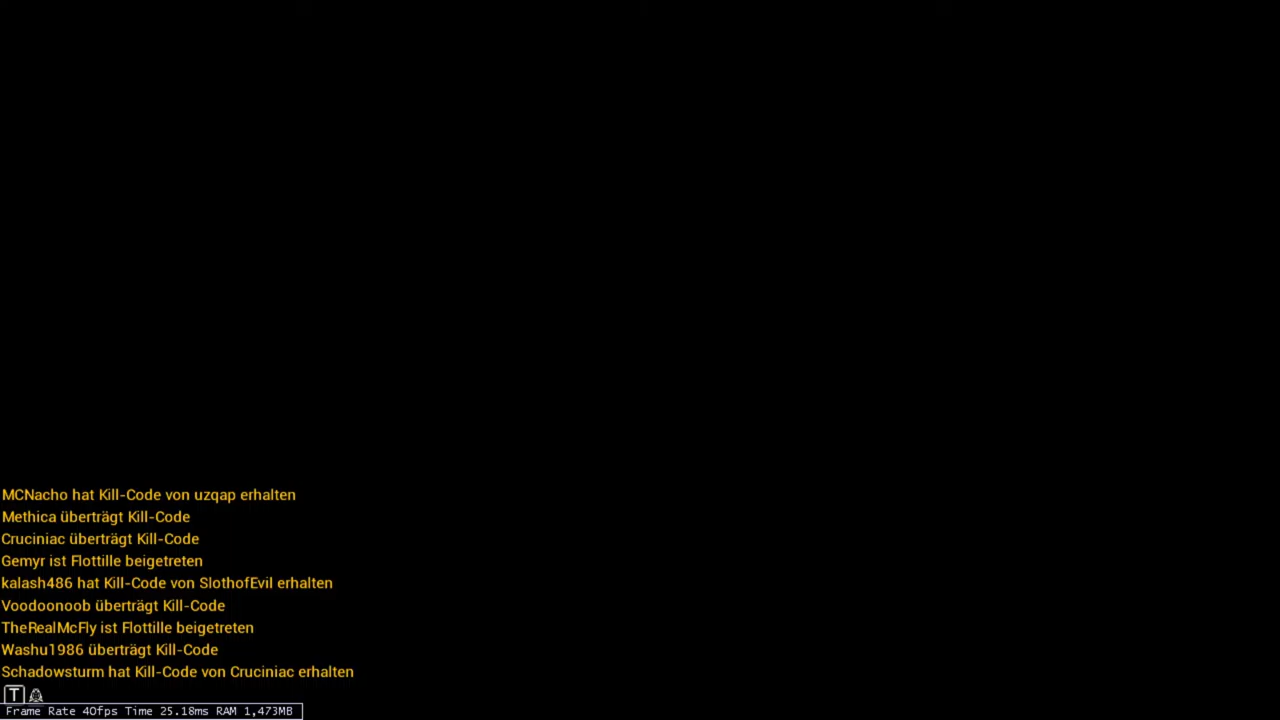 MCNacho hat Kill-Code von uzqap erhalten
Methica überträgt Kill-Code
Cruciniac überträgt Kill-Code
Gemyr ist Flottille beigetreten
kalash486 hat Kill-Code von SlothofEvil erhalten
Voodoonoob überträgt Kill-Code
TheRealMcFly ist Flottille beigetreten
Washu1986 überträgt Kill-Code
Schadowsturm hat Kill-Code von Cruciniac erhalten
T
Frame Rate 40fps Time 25.18ms RAM 1,473MB